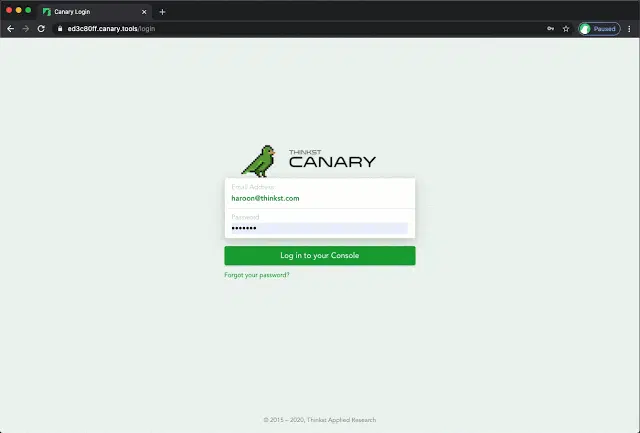 Canary Login
ed3c80ff.canary.tools/login
Paused
THINKST
CANARY
Email Address
haroon@thinkst.com
Password
•••••••
Log in to your Console
Forgot your password?
© 2015 – 2020, Thinkst Applied Research